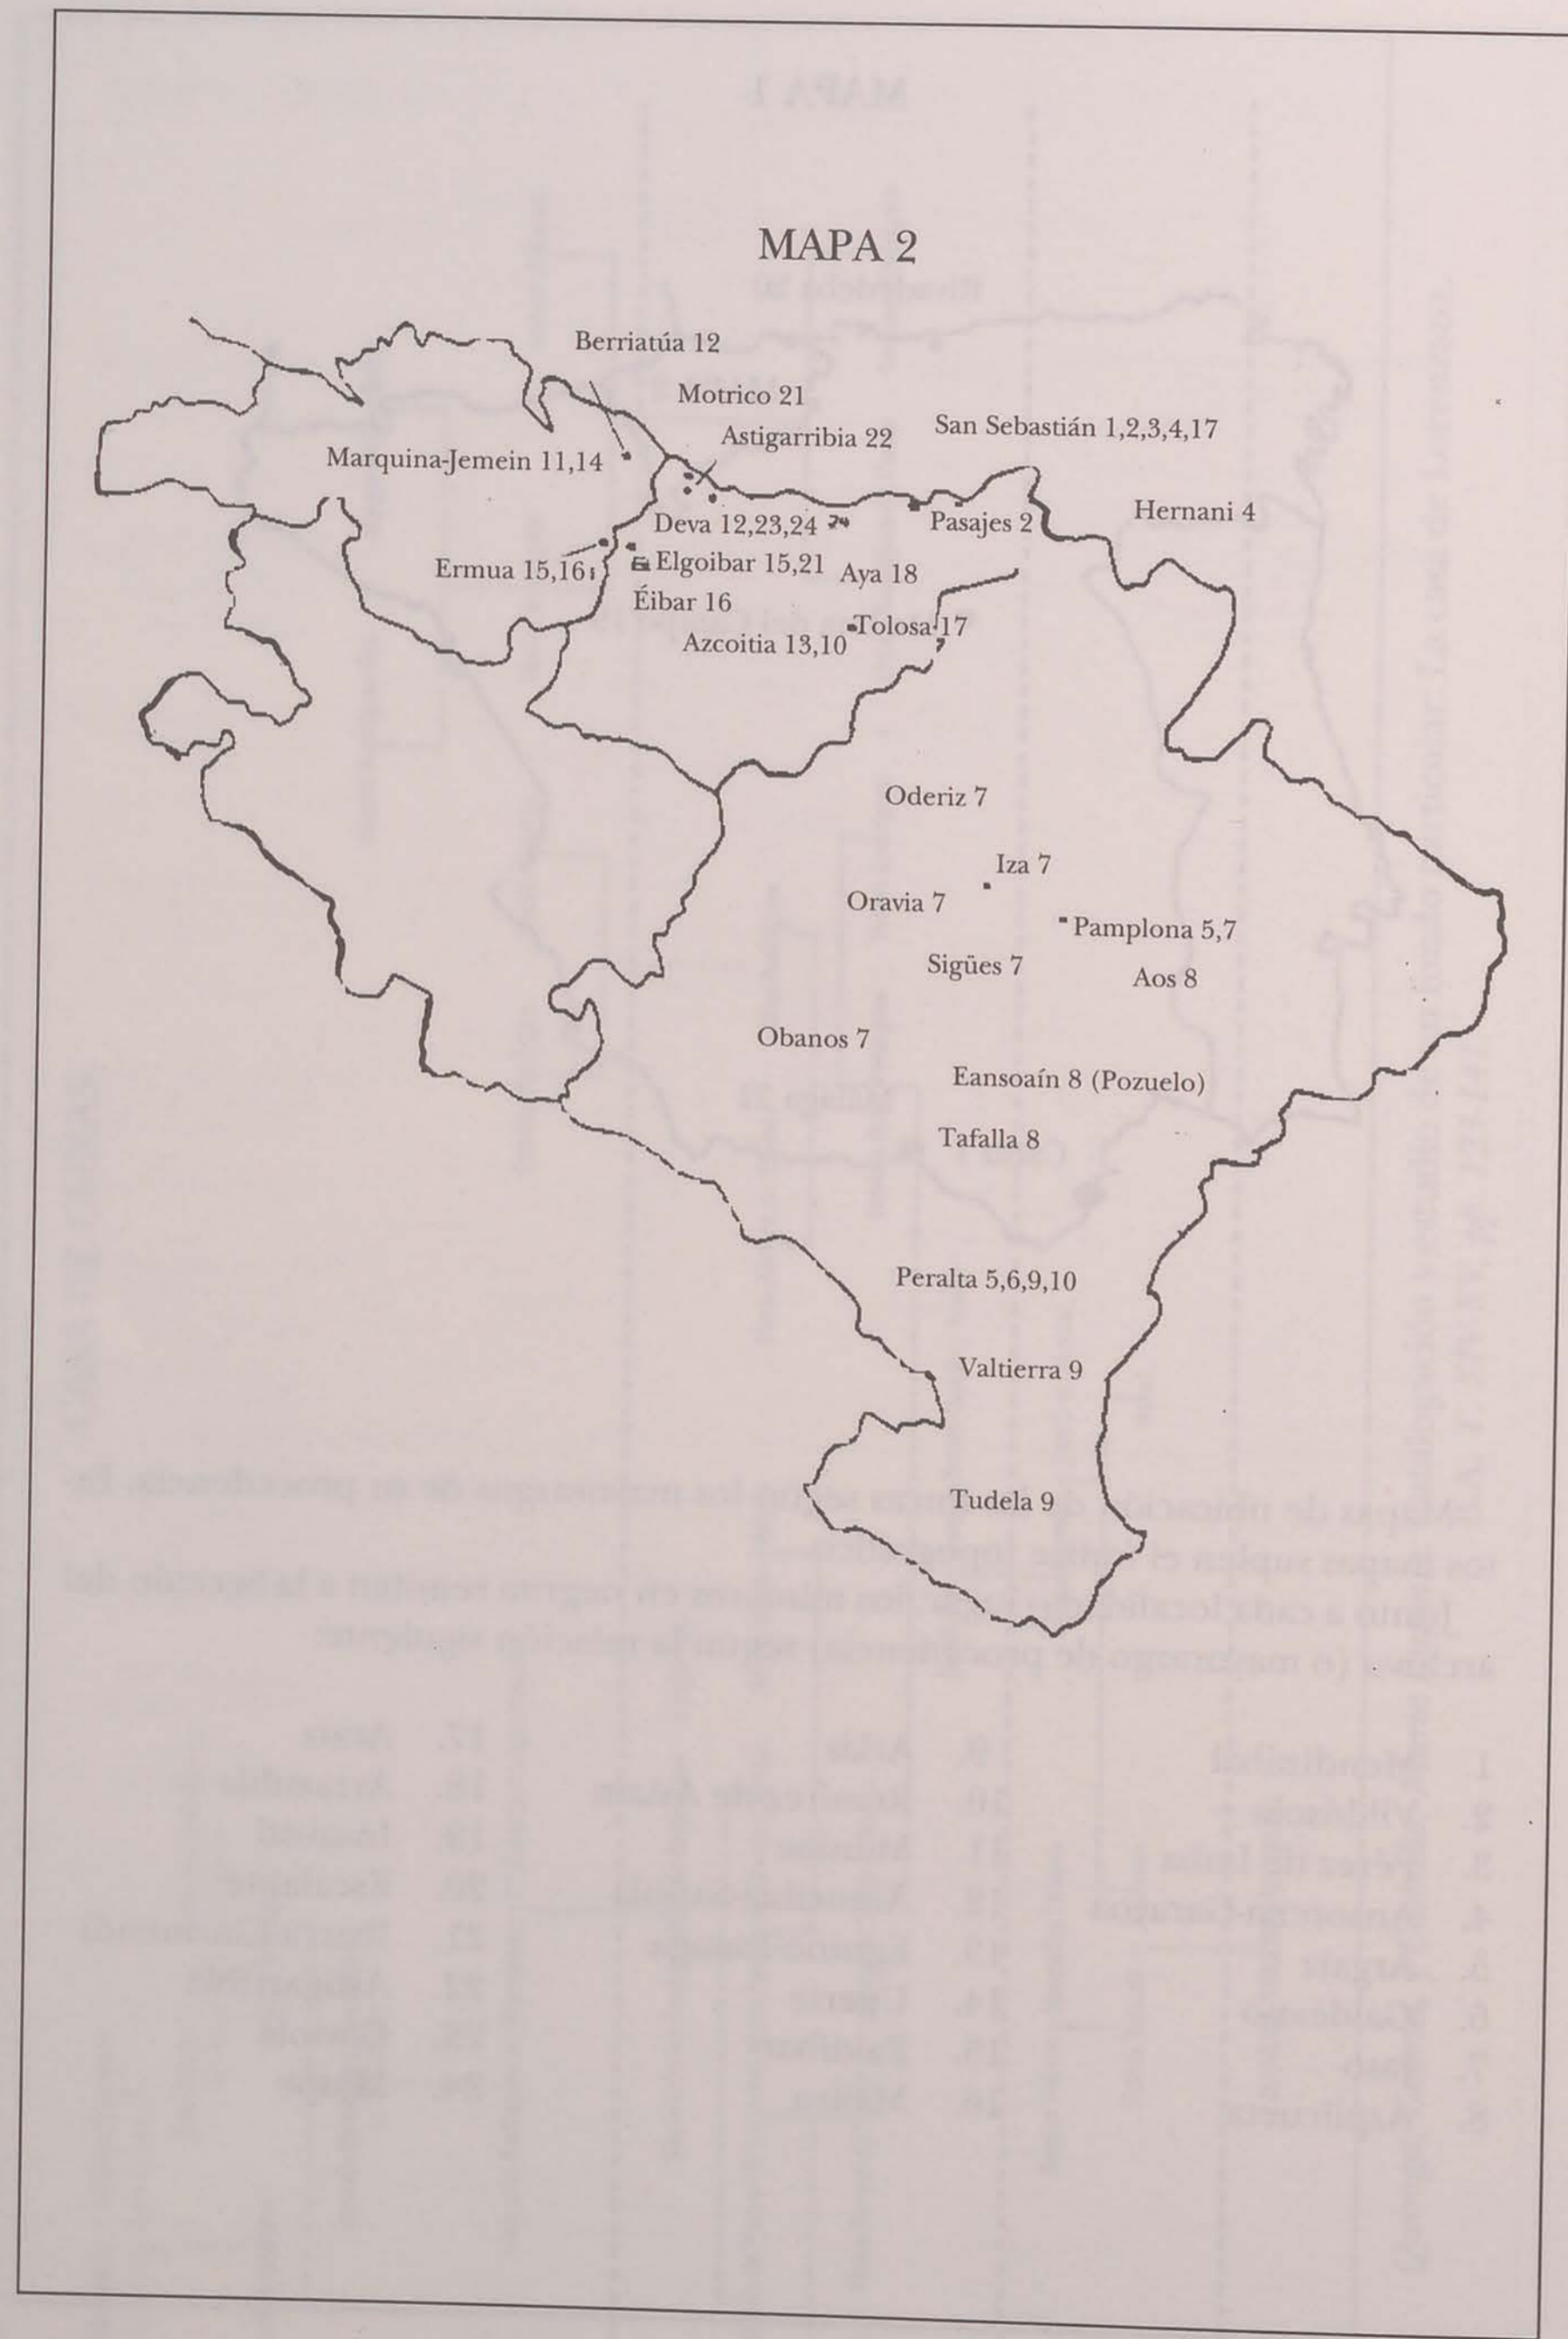 MAPA 2
Berriatúa 12
Motrico 21
San Sebastián 1,2,3,4,17
Astigarribia 22
Marquina-Jemein 11,14
Hernani 4
Deva 12,23,24
Pasajes 2
Ermua 15,16
Elgoibar 15,21
Aya 18
Éibar 16
Tolosa 17
Azcoitia 13,10
Oderiz 7
Iza 7
Oravia 7
Pamplona 5,7
Sigües 7
Aos 8
Obanos 7
Eansoaín 8 (Pozuelo)
Tafalla 8
Peralta 5,6,9,10
Valtierra 9
Tudela 9